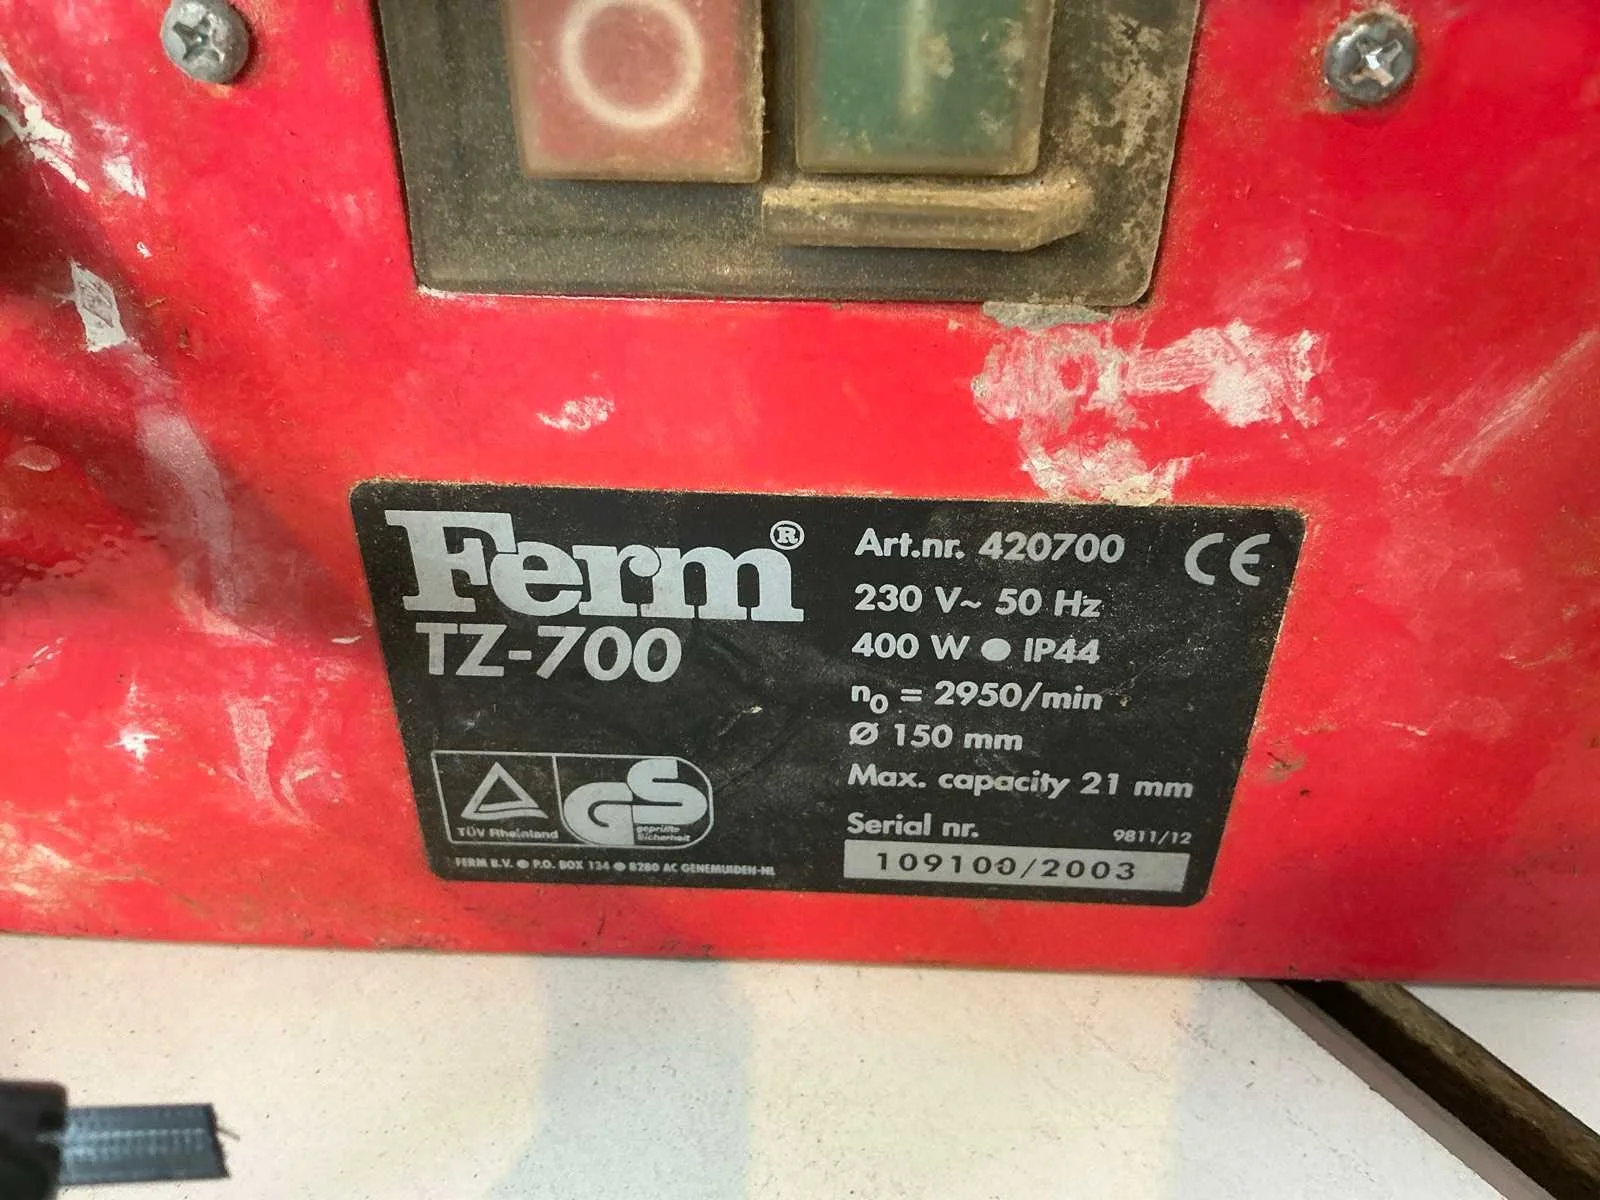 Ferm®
TZ-700
Art.nr. 420700 CE
230 V~ 50 Hz
400 W ● IP44
n₀ = 2950/min
Ø 150 mm
Max. capacity 21 mm
Serial nr. 9811/12
109100/2003
TÜV Rheinland
GS
geprüfte
Sicherheit
FERM B.V. ● P.O. BOX 134 ● 8280 AC GENEMUIDEN-NL